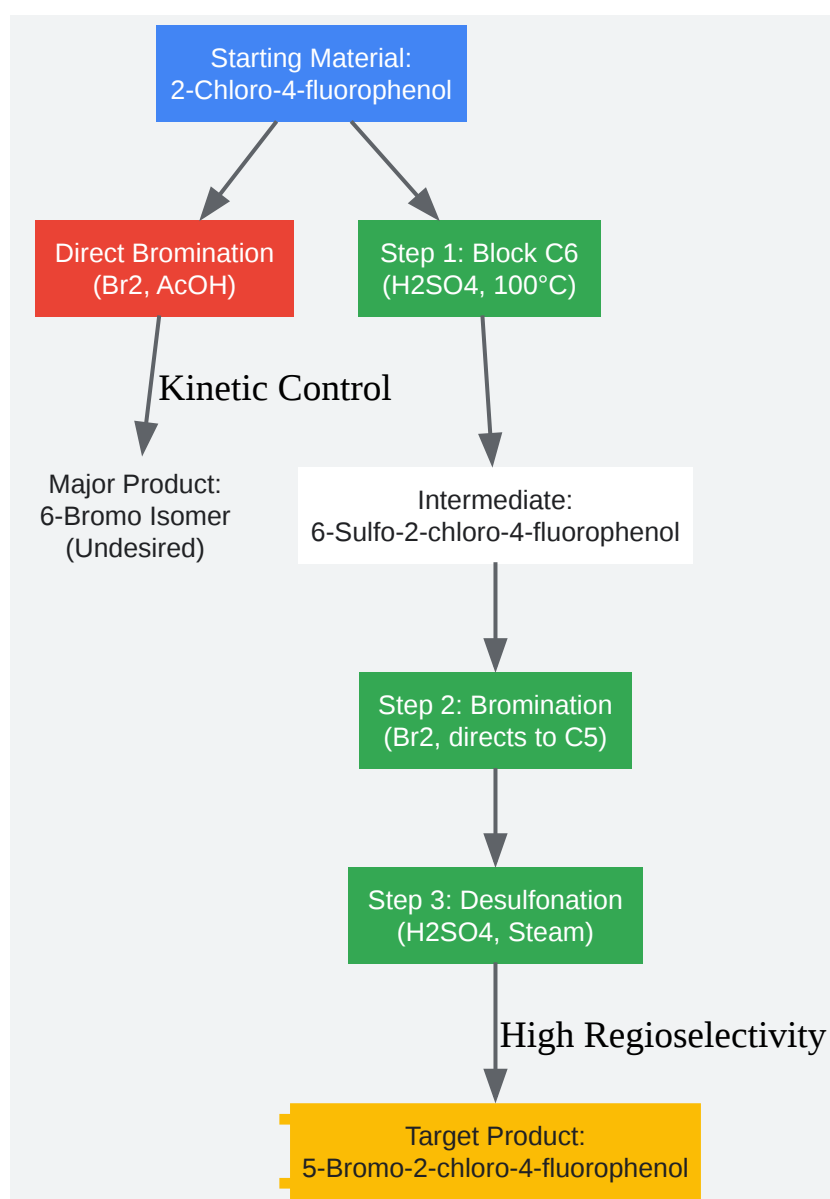 Starting Material:
2-Chloro-4-fluorophenol
Direct Bromination
(Br2, AcOH)
Step 1: Block C6
(H2SO4, 100°C)
Kinetic Control
Major Product:
6-Bromo Isomer
(Undesired)
Intermediate:
6-Sulfo-2-chloro-4-fluorophenol
Step 2: Bromination
(Br2, directs to C5)
Step 3: Desulfonation
(H2SO4, Steam)
High Regioselectivity
Target Product:
5-Bromo-2-chloro-4-fluorophenol